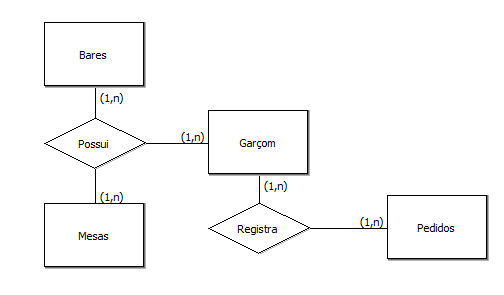 Bares
(1,n)
Possui
(1,n)
Garçom
(1,n)
Mesas
(1,n)
Registra
(1,n)
Pedidos